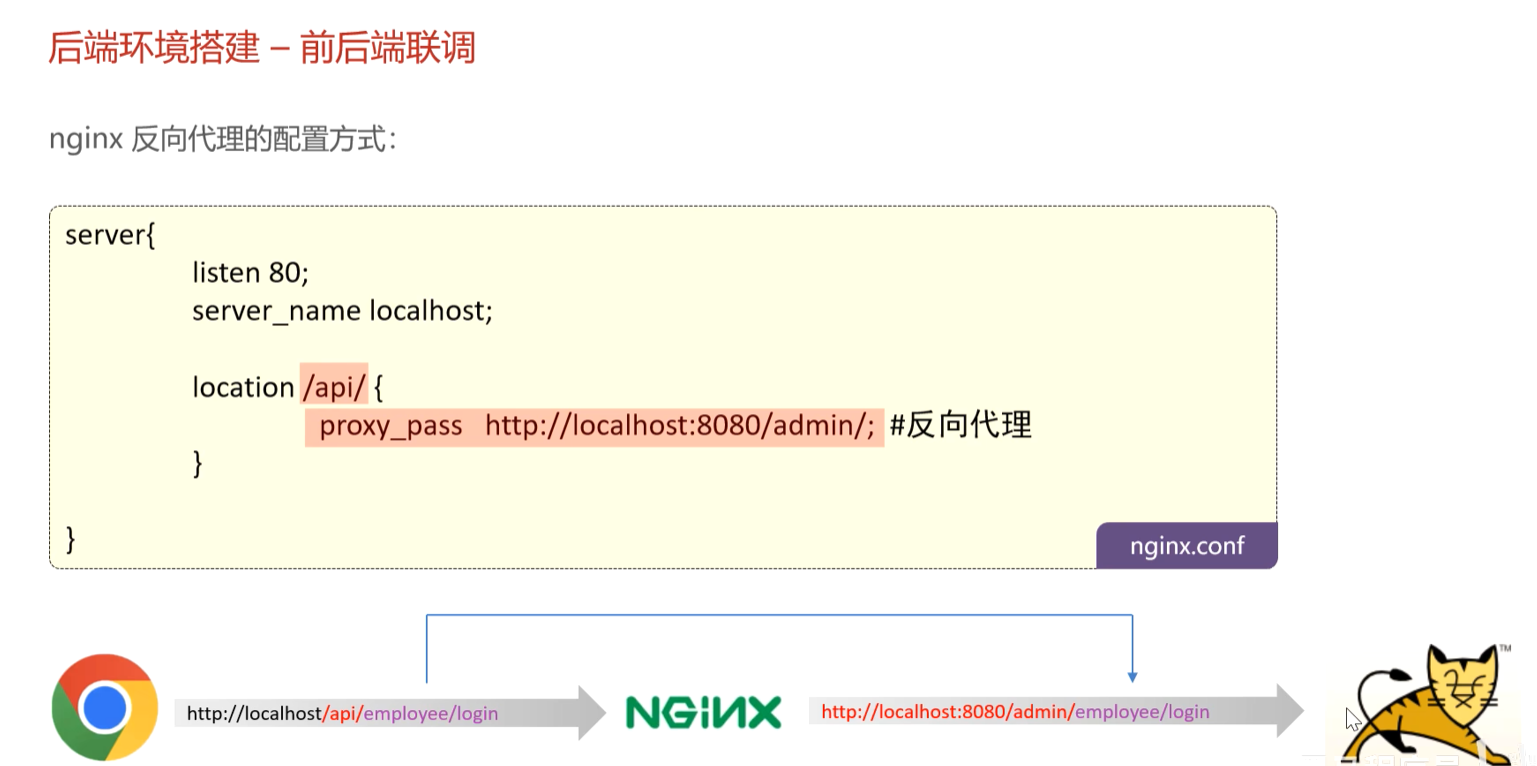 后端环境搭建 – 前后端联调
nginx 反向代理的配置方式:
server{
listen 80;
server_name localhost;
location /api/ {
proxy_pass http://localhost:8080/admin/; #反向代理
}
}
nginx.conf
http://localhost/api/employee/login
NGINX
http://localhost:8080/admin/employee/login
TM